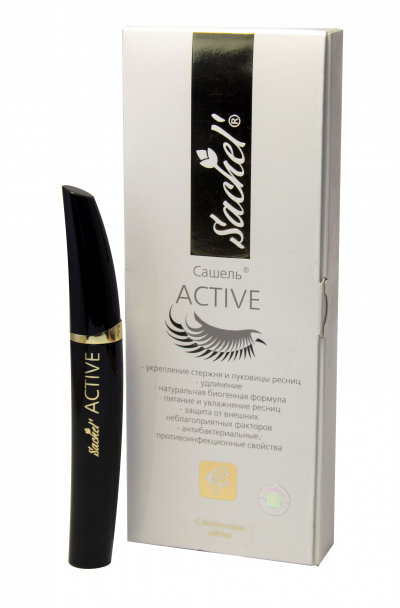 Sachel'®
Сашель®
ACTIVE
- укрепление стержня и луковицы ресниц
- удлинение
- натуральная биогенная формула
- питание и увлажнение ресниц
- защита от внешних
неблагоприятных факторов
- антибактериальные,
противоинфекционные свойства
Sachel' ACTIVE